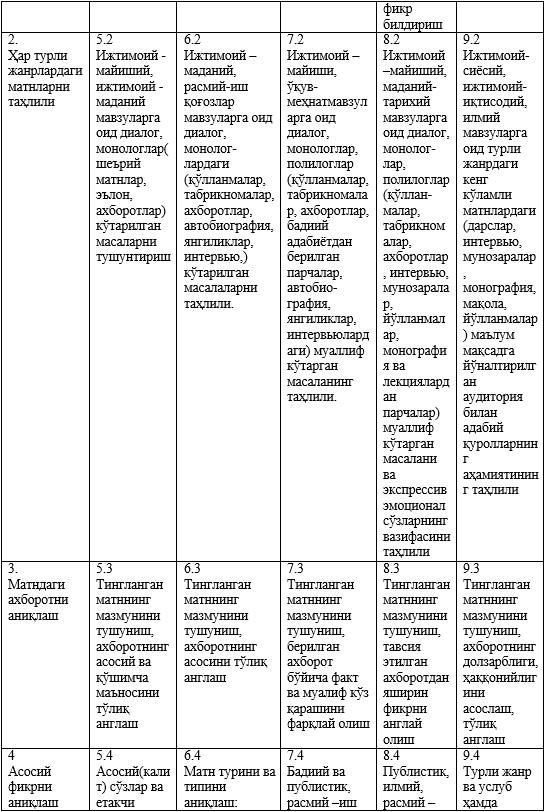 фикр
билдириш
2.
Ҳар турли
жанрлардаги
матнларни
таҳлили
5.2
Ижтимоий -
майиший,
ижтимоий -
маданий
мавзуларга
оид диалог,
монологлар(
шеърий
матнлар,
эълон,
ахборотлар)
кўтарилган
масаларни
тушунтириш
6.2
Ижтимоий –
маданий,
расмий-иш
қоғозлар
мавзуларга оид
диалог,
монолог-
лардаги
(қўлланмалар,
табрикномалар,
ахборотлар,
автобиография,
янгиликлар,
интервью,)
кўтарилган
масалаларни
таҳлили.
7.2
Ижтимоий –
майиши,
ўқув-
меҳнатмавзул
арга оид
диалог,
монологлар,
полилоглар
(қўлланмалар,
табрикномала
р, ахборотлар,
бадиий
адабиётдан
берилган
парчалар,
автобио-
графия,
янгиликлар,
интервьюлард
аги) муаллиф
кўтарган
масаланинг
таҳлили.
8.2
Ижтимоий
–майиший,
маданий-
тарихий
мавзуларга
оид диалог,
монолог-
лар,
полилоглар
(қўллан-
малар,
табрикном
алар,
ахборотлар
, интервью,
мунозарала
р,
йўлланмал
ар,
монографи
я ва
лекциялард
ан
парчалар)
муаллиф
кўтарган
масалани
ва
экспрессив
эмоционал
сўзларнинг
вазифасини
таҳлили
9.2
Ижтимоий-
сиёсий,
ижтимоий-
иқтисодий,
илмий
мавзуларга
оид турли
жанрдаги
кенг
кўламли
матнлардаги
(дарслар,
интервью,
мунозаралар
,
монография,
мақола,
йўлланмалар
) маълум
мақсадга
йўналтирилг
ан
аудитория
билан
адабий
қуролларнин
г
аҳамиятинин
г таҳлили
3.
Матндаги
ахборотни
аниқлаш
5.3
Тингланган
матннинг
мазмунини
тушуниш,
ахборотнинг
асосий ва
қўшимча
маъносини
тўлиқ
англаш
6.3
Тингланган
матннинг
мазмунини
тушуниш,
ахборотнинг
асосини тўлиқ
англаш
7.3
Тингланган
матннинг
мазмунини
тушуниш,
берилган
ахборот
бўйича факт
ва муалиф кўз
қарашини
фарқлай олиш
8.3
Тингланган
матннинг
мазмунини
тушуниш,
тавсия
этилган
ахборотдан
яширин
фикрни
англай
олиш
9.3
Тингланган
матннинг
мазмунини
тушуниш,
ахборотнинг
долзарблиги,
ҳаққонийлиг
ини
асослаш,
тўлиқ
англаш
4
Асосий
фикрни
аниқлаш
5.4
Асосий(кали
т) сўзлар ва
етакчи
6.4
Матн турини ва
типини
аниқлаш:
7.4
Бадиий ва
публистик,
расмий –иш
8.4
Публистик,
илмий,
расмий –
9.4
Турли жанр
ва услуб
ҳамда